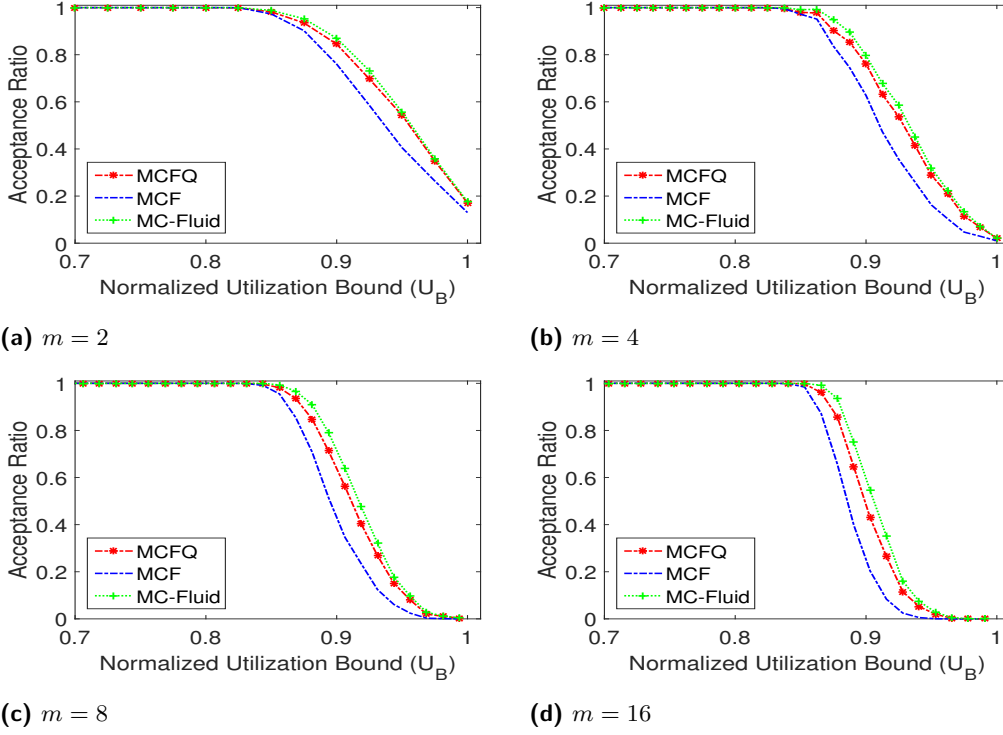 1
0.8
0.6
0.4
0.2
0
Acceptance Ratio
MCFQ
MCF
MC-Fluid
0.7 0.8 0.9 1
Normalized Utilization Bound (U_B)
(a) m = 2
1
0.8
0.6
0.4
0.2
0
Acceptance Ratio
MCFQ
MCF
MC-Fluid
0.7 0.8 0.9 1
Normalized Utilization Bound (U_B)
(b) m = 4
1
0.8
0.6
0.4
0.2
0
Acceptance Ratio
MCFQ
MCF
MC-Fluid
0.7 0.8 0.9 1
Normalized Utilization Bound (U_B)
(c) m = 8
1
0.8
0.6
0.4
0.2
0
Acceptance Ratio
MCFQ
MCF
MC-Fluid
0.7 0.8 0.9 1
Normalized Utilization Bound (U_B)
(d) m = 16